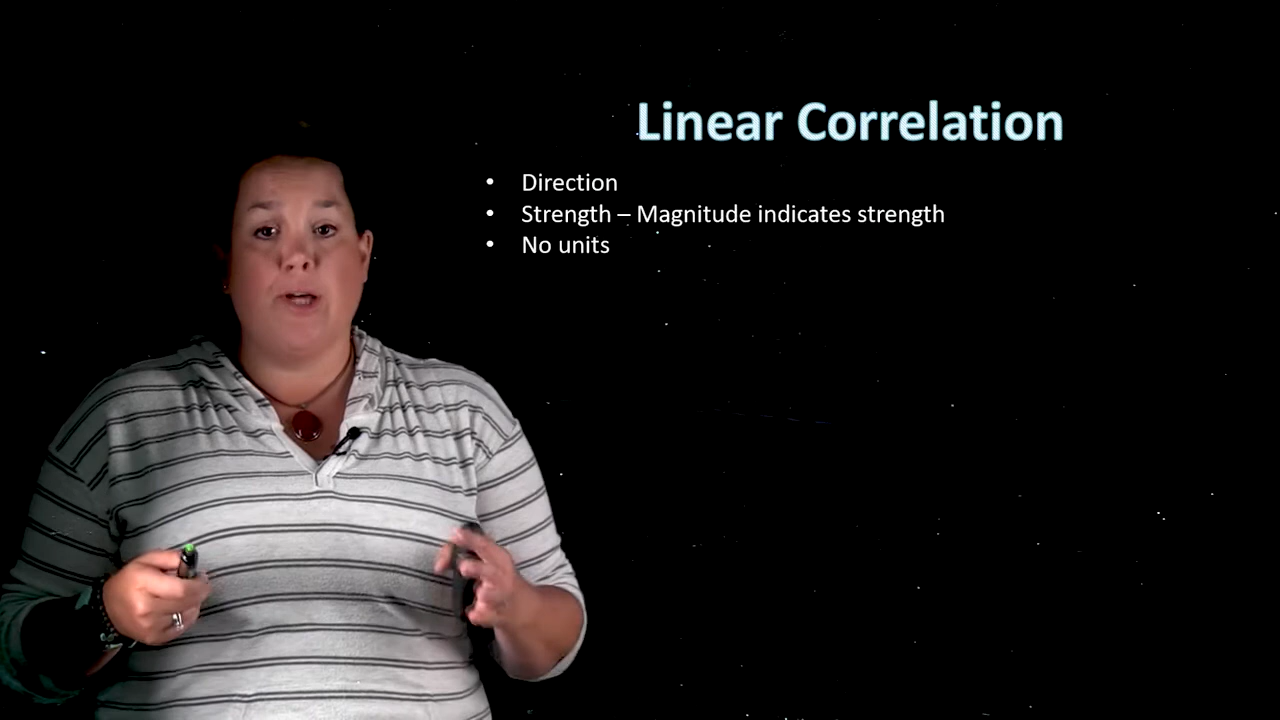 Linear Correlation
• Direction
• Strength – Magnitude indicates strength
• No units